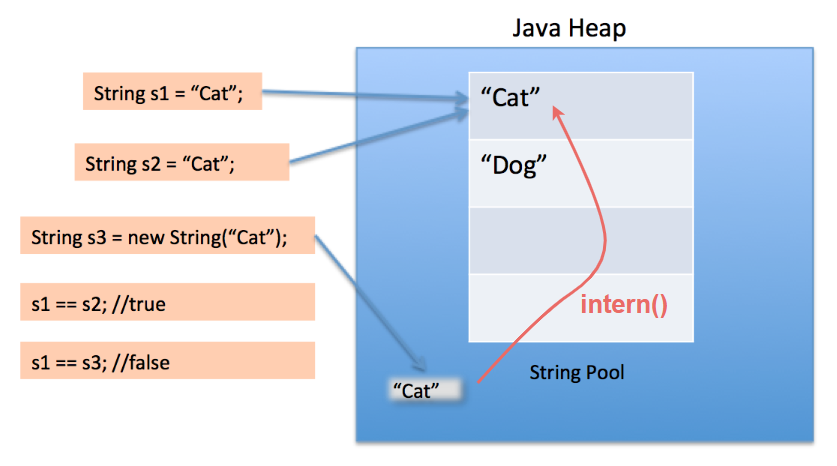 Java Heap
String s1 = “Cat”;
“Cat”
String s2 = “Cat”;
“Dog”
String s3 = new String(“Cat”);
s1 == s2; //true
intern()
s1 == s3; //false
String Pool
“Cat”